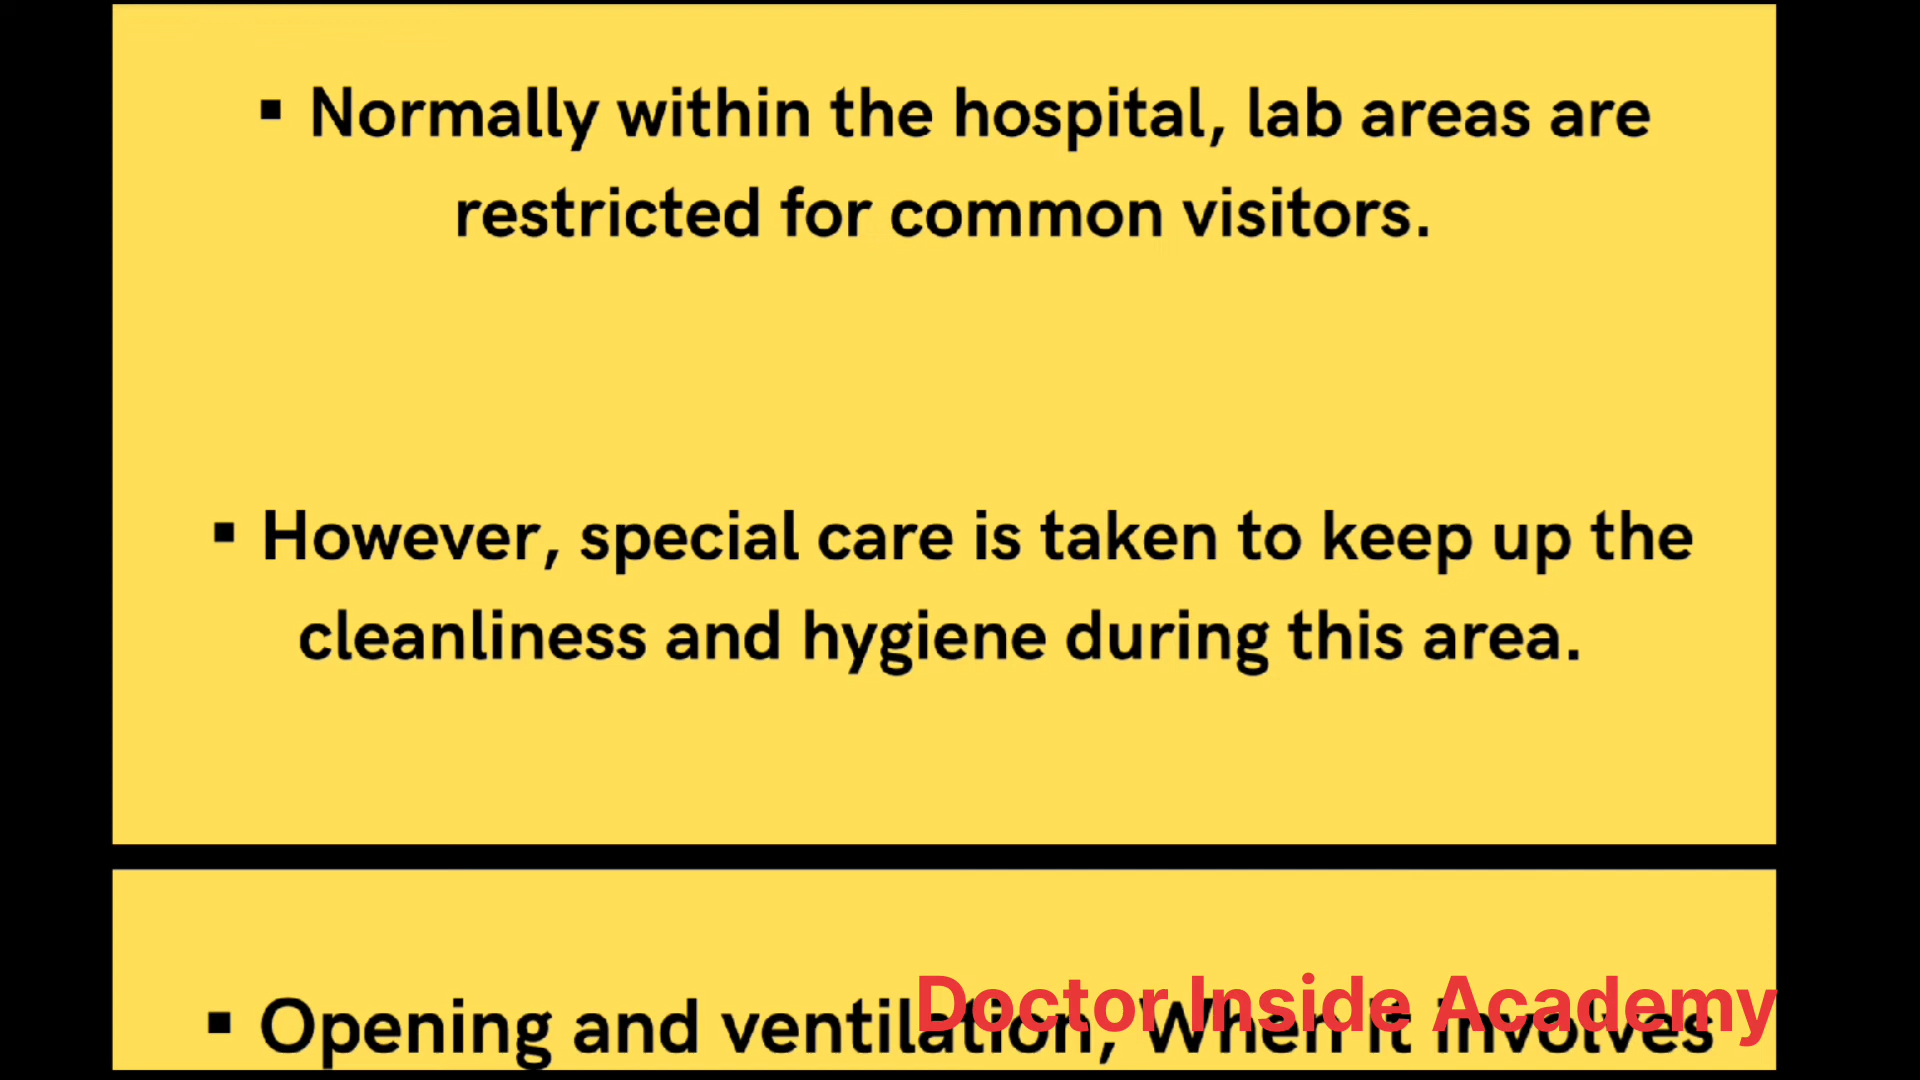 ▪ Normally within the hospital, lab areas are
restricted for common visitors.
▪ However, special care is taken to keep up the
cleanliness and hygiene during this area.
Doctor Inside Academy
▪ Opening and ventilation, When it involves